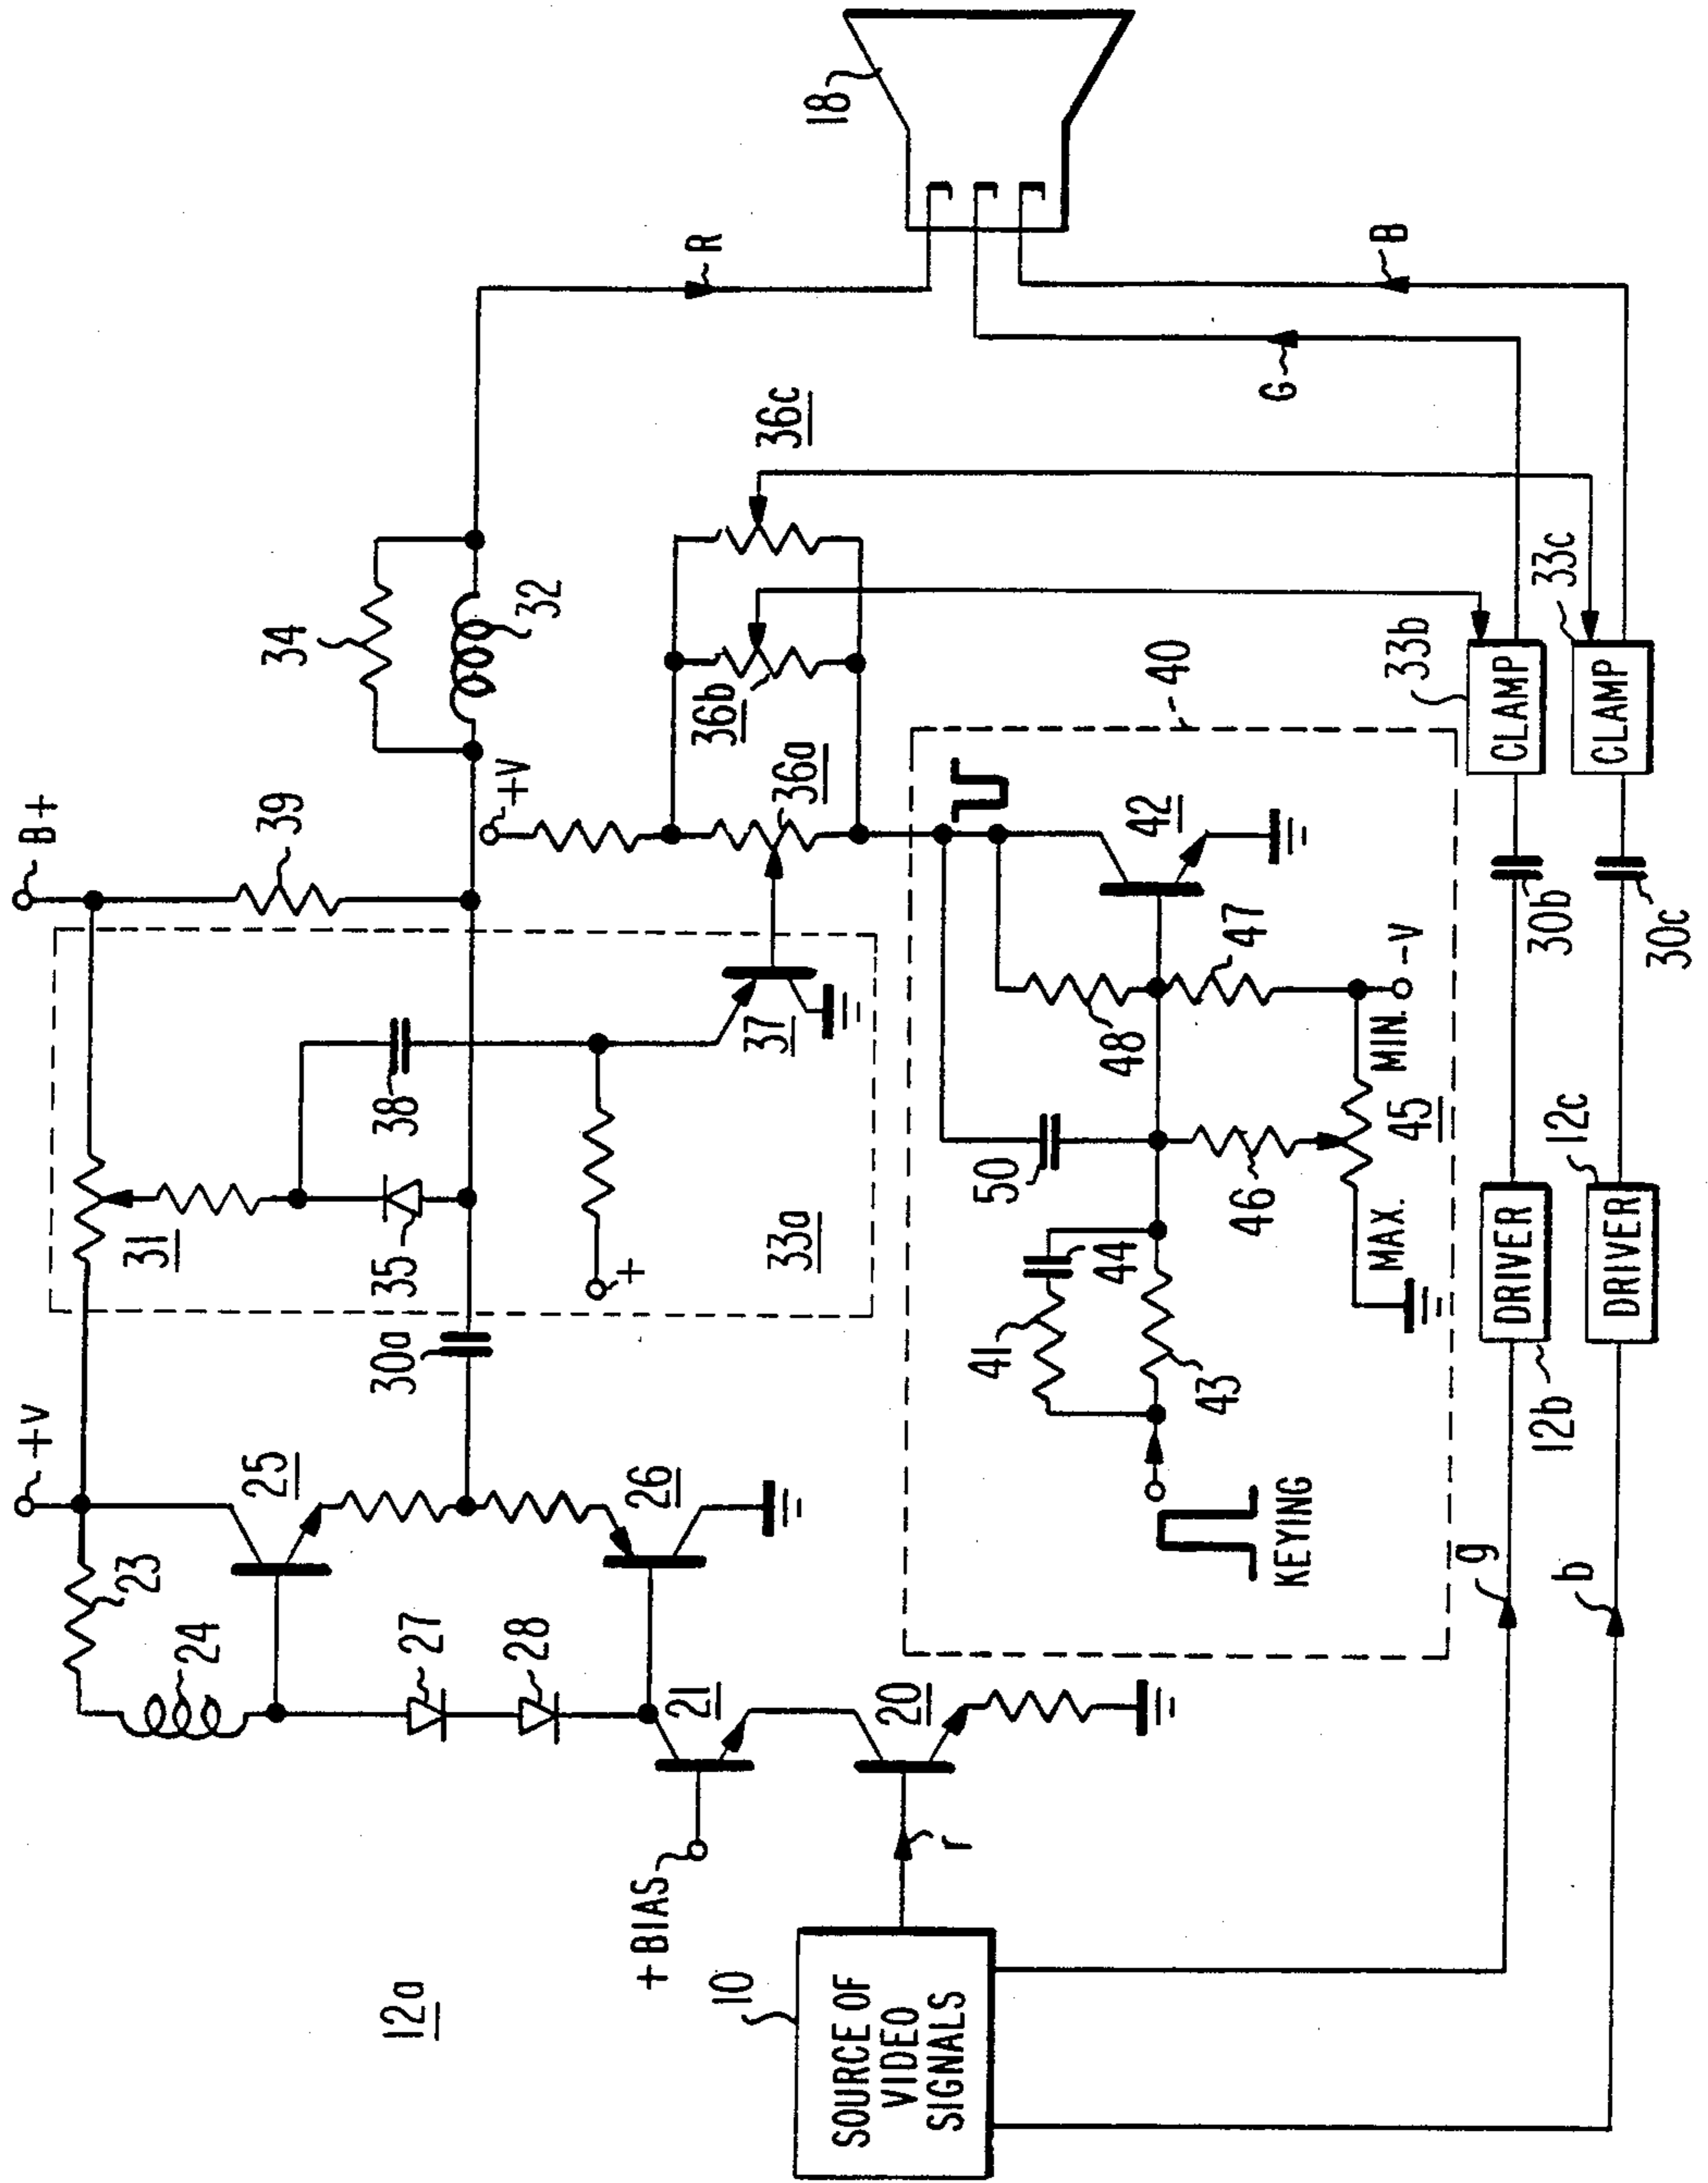 12a
+V
23
24
25
27
28
26
21
20
+BIAS
r
10
SOURCE OF
VIDEO
SIGNALS
B+
31
35
38
39
30a
33a
+
37
34
32
+V
36a
36b
36c
R
18
G
B
40
KEYING
41
43
44
50
46
48
47
42
45
MAX.
MIN.
-V
g
b
12b
DRIVER
12c
DRIVER
30b
30c
33b
CLAMP
33c
CLAMP